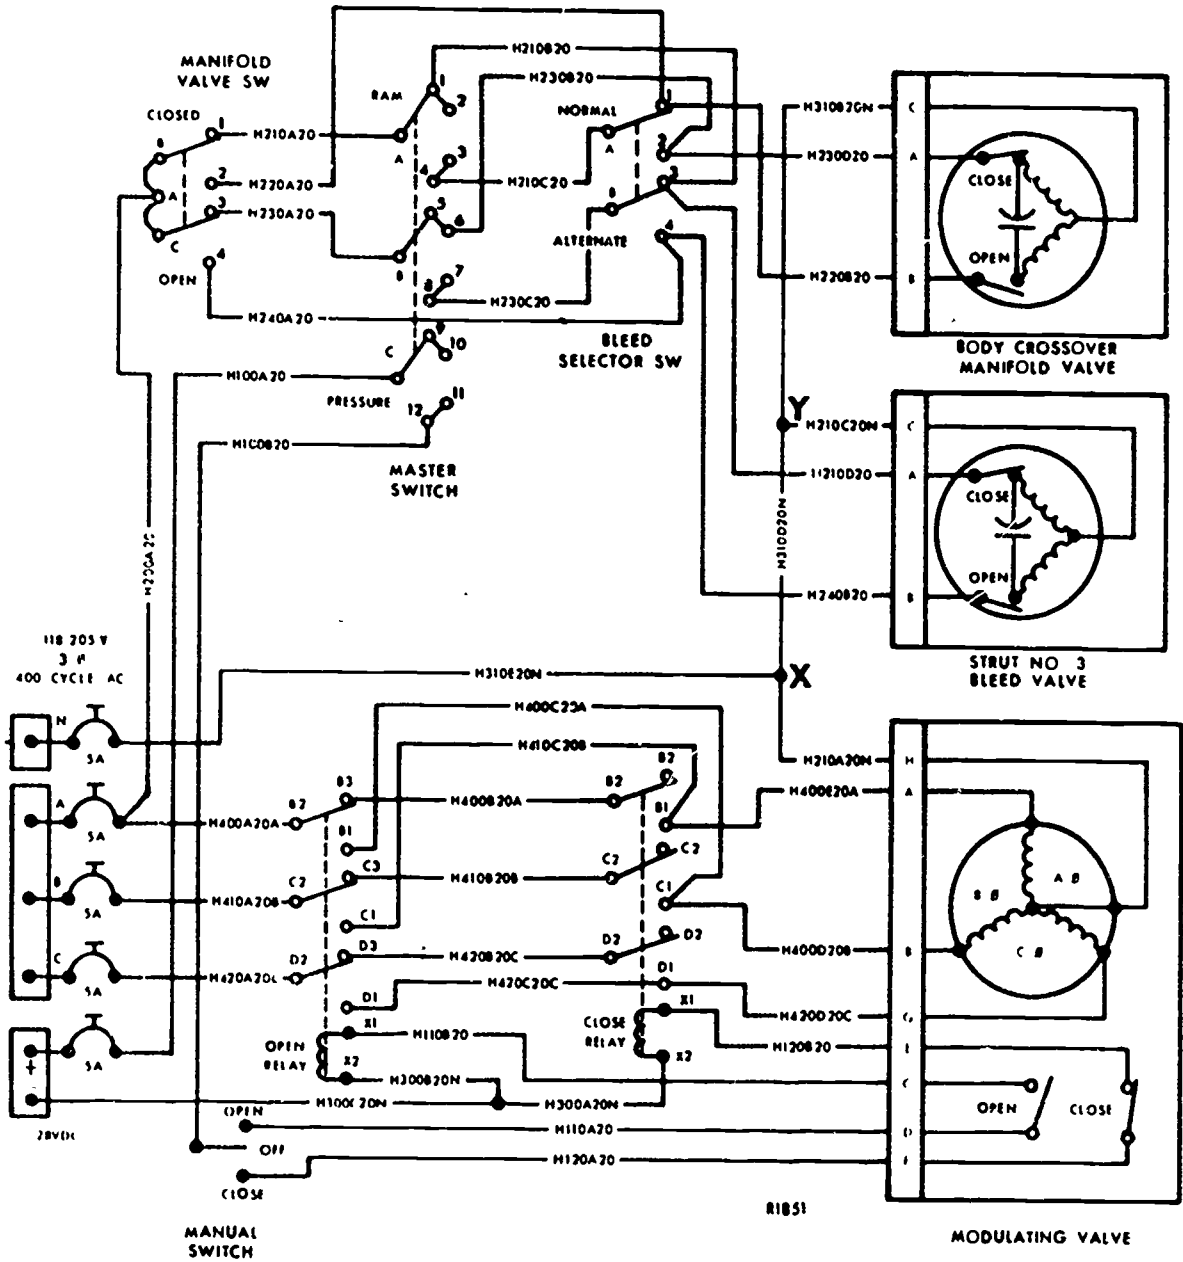 H210B20
H230B20
MANIFOLD
VALVE SW
RAM
1
2
NORMAL
1
H310B20N
C
CLOSED
1
H210A20
B
A
A
2
H230D20
A
CLOSE
3
4
2
H220A20
H210C20
3
A
3
H230A20
5
6
B
C
ALTERNATE
4
OPEN
OPEN
4
B
7
8
H220B20
B
H240A20
H230C20
9
10
BLEED
SELECTOR SW
BODY CROSSOVER
MANIFOLD VALVE
C
H100A20
PRESSURE
11
12
Y
H210C20N
C
H100B20
MASTER
SWITCH
H210D20
A
CLOSE
H310D20N
H200A20
OPEN
H240B20
B
118 205 V
3 Ø
400 CYCLE AC
STRUT NO 3
BLEED VALVE
H310E20N
X
N
5A
H400C20A
H410C20B
H210A20N
H
B3
B2
B2
H400E20A
A
A
B2
H400B20A
B1
5A
H400A20A
B1
C3
C2
C2
B
C2
H410B20B
C1
A Ø
B Ø
5A
H410A20B
C1
C Ø
D3
D2
D2
H400D20B
B
C
D2
H420B20C
D1
5A
H420A20C
H420C20C
D1
X1
X1
H420D20C
OPEN
RELAY
H110B20
CLOSE
RELAY
H120B20
E
+
5A
X2
X2
H300B20N
C
OPEN
CLOSE
H300A20N
28VDC
OPEN
H110A20
D
OFF
H120A20
F
CLOSE
R1851
MANUAL
SWITCH
MODULATING VALVE